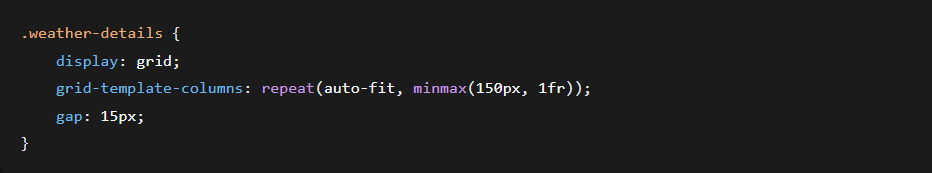 .weather-details {
    display: grid;
    grid-template-columns: repeat(auto-fit, minmax(150px, 1fr));
    gap: 15px;
}